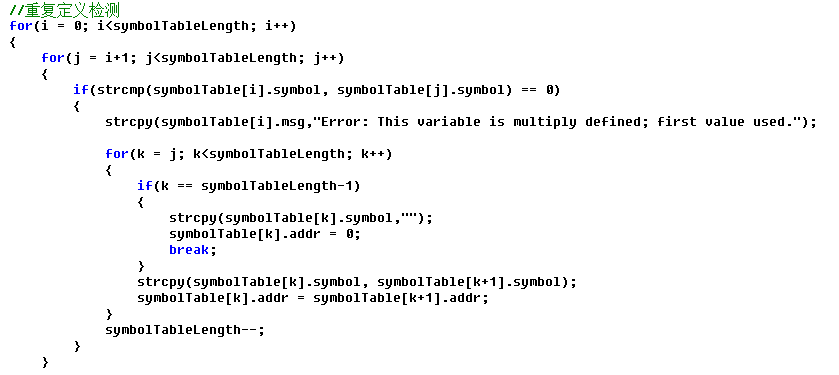 //重复定义检测
for(i = 0; i<symbolTableLength; i++)
{
    for(j = i+1; j<symbolTableLength; j++)
    {
        if(strcmp(symbolTable[i].symbol, symbolTable[j].symbol) == 0)
        {
            strcpy(symbolTable[i].msg,"Error: This variable is multiply defined; first value used.");
            for(k = j; k<symbolTableLength; k++)
            {
                if(k == symbolTableLength-1)
                {
                    strcpy(symbolTable[k].symbol,"");
                    symbolTable[k].addr = 0;
                    break;
                }
                strcpy(symbolTable[k].symbol, symbolTable[k+1].symbol);
                symbolTable[k].addr = symbolTable[k+1].addr;
            }
            symbolTableLength--;
        }
    }